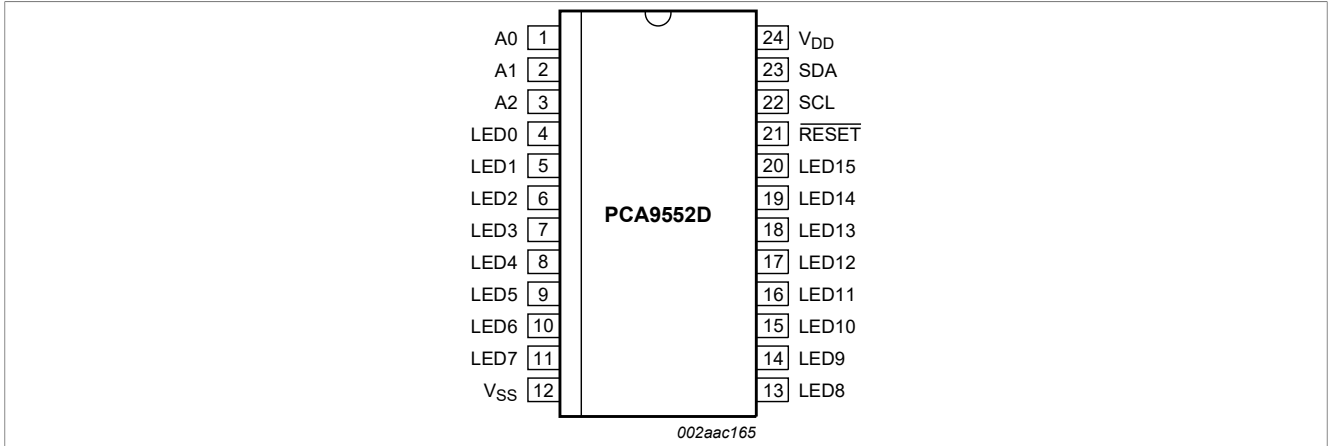 A0 1 24 VDD
A1 2 23 SDA
A2 3 22 SCL
LED0 4 21 RESET
LED1 5 20 LED15
LED2 6 19 LED14
LED3 7 18 LED13
PCA9552D
LED4 8 17 LED12
LED5 9 16 LED11
LED6 10 15 LED10
LED7 11 14 LED9
VSS 12 13 LED8
002aac165